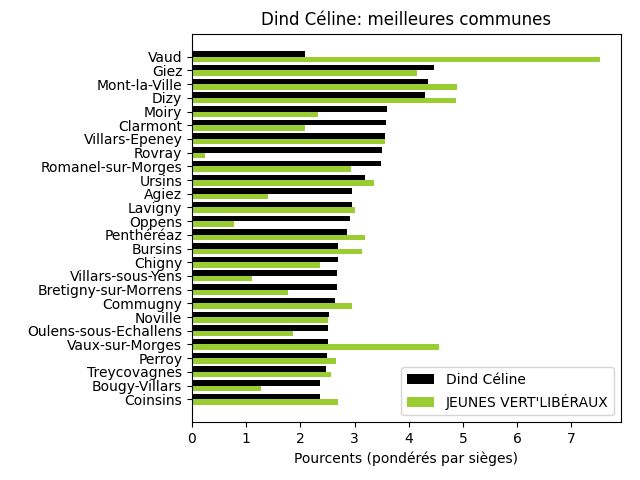 Dind Céline: meilleures communes
Vaud
Giez
Mont-la-Ville
Dizy
Moiry
Clarmont
Villars-Epeney
Rovray
Romanel-sur-Morges
Ursins
Agiez
Lavigny
Oppens
Penthéréaz
Bursins
Chigny
Villars-sous-Yens
Bretigny-sur-Morrens
Commugny
Noville
Oulens-sous-Echallens
Vaux-sur-Morges
Perroy
Treycovagnes
Bougy-Villars
Coinsins
Dind Céline
JEUNES VERT'LIBÉRAUX
0 1 2 3 4 5 6 7
Pourcents (pondérés par sièges)